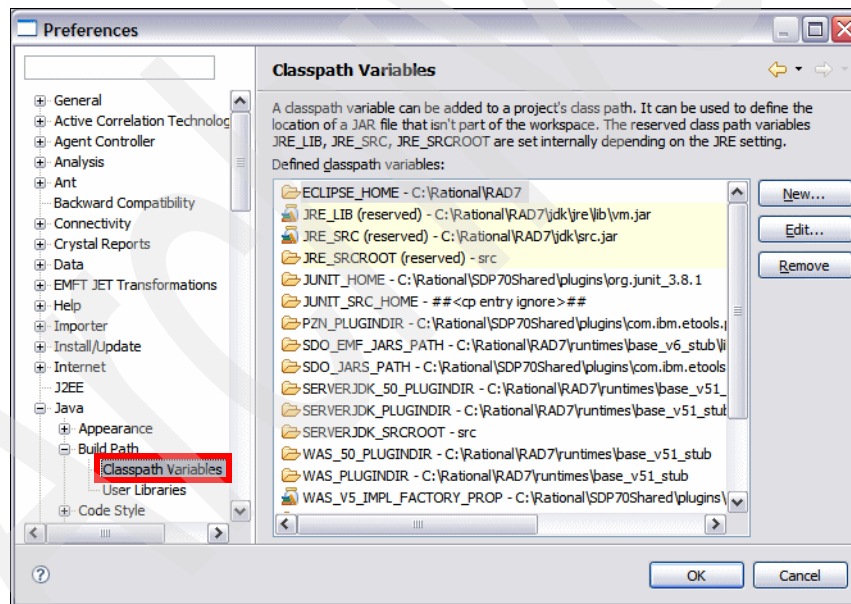 Preferences
Classpath Variables
General
Active Correlation Technolog
Agent Controller
Analysis
Ant
Backward Compatibility
Connectivity
Crystal Reports
Data
EMFT JET Transformations
Help
Importer
Install/Update
Internet
J2EE
Java
Appearance
Build Path
Classpath Variables
User Libraries
Code Style
A classpath variable can be added to a project's class path. It can be used to define the
location of a JAR file that isn't part of the workspace. The reserved class path variables
JRE_LIB, JRE_SRC, JRE_SRCROOT are set internally depending on the JRE setting.
Defined classpath variables:
ECLIPSE_HOME - C:\Rational\RAD7
JRE_LIB (reserved) - C:\Rational\RAD7\jdk\jre\lib\vm.jar
JRE_SRC (reserved) - C:\Rational\RAD7\jdk\src.jar
JRE_SRCROOT (reserved) - src
JUNIT_HOME - C:\Rational\SDP70Shared\plugins\org.junit_3.8.1
JUNIT_SRC_HOME - ##<cp entry ignore>##
PZN_PLUGINDIR - C:\Rational\SDP70Shared\plugins\com.ibm.etools.
SDO_EMF_JARS_PATH - C:\Rational\RAD7\runtimes\base_v6_stub\li
SDO_JARS_PATH - C:\Rational\SDP70Shared\plugins\com.ibm.etools
SERVERJDK_50_PLUGINDIR - C:\Rational\RAD7\runtimes\base_v51_
SERVERJDK_PLUGINDIR - C:\Rational\RAD7\runtimes\base_v51_stub
SERVERJDK_SRCROOT - src
WAS_50_PLUGINDIR - C:\Rational\RAD7\runtimes\base_v51_stub
WAS_PLUGINDIR - C:\Rational\RAD7\runtimes\base_v51_stub
WAS_V5_IMPL_FACTORY_PROP - C:\Rational\SDP70Shared\plugins\
New...
Edit...
Remove
OK
Cancel